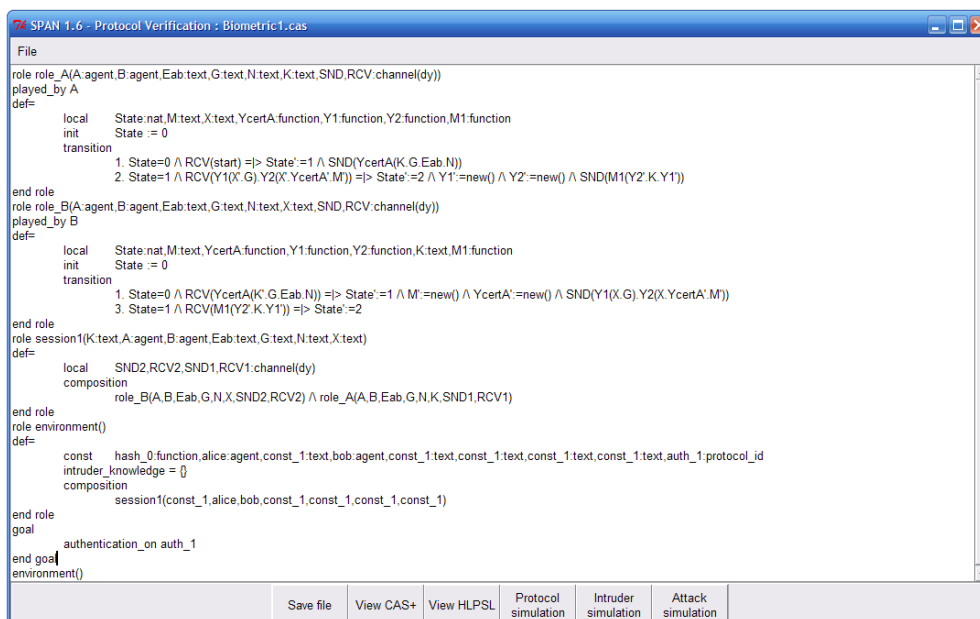 SPAN 1.6 - Protocol Verification : Biometric1.cas
File
role role_A(A:agent,B:agent,Eab:text,G:text,N:text,K:text,SND,RCV:channel(dy))
played_by A
def=
local State:nat,M:text,X:text,YcertA:function,Y1:function,Y2:function,M1:function
init State := 0
transition
1. State=0 /\ RCV(start) =|> State':=1 /\ SND(YcertA(K.G.Eab.N))
2. State=1 /\ RCV(Y1(X'.G).Y2(X'.YcertA'.M')) =|> State':=2 /\ Y1':=new() /\ Y2':=new() /\ SND(M1(Y2'.K.Y1'))
end role
role role_B(A:agent,B:agent,Eab:text,G:text,N:text,X:text,SND,RCV:channel(dy))
played_by B
def=
local State:nat,M:text,YcertA:function,Y1:function,Y2:function,K:text,M1:function
init State := 0
transition
1. State=0 /\ RCV(YcertA(K'.G.Eab.N)) =|> State':=1 /\ M':=new() /\ YcertA':=new() /\ SND(Y1(X.G).Y2(X.YcertA'.M'))
3. State=1 /\ RCV(M1(Y2'.K.Y1')) =|> State':=2
end role
role session1(K:text,A:agent,B:agent,Eab:text,G:text,N:text,X:text)
def=
local SND2,RCV2,SND1,RCV1:channel(dy)
composition
role_B(A,B,Eab,G,N,X,SND2,RCV2) /\ role_A(A,B,Eab,G,N,K,SND1,RCV1)
end role
role environment()
def=
const hash_0:function,alice:agent,const_1:text,bob:agent,const_1:text,const_1:text,const_1:text,const_1:text,auth_1:protocol_id
intruder_knowledge = {}
composition
session1(const_1,alice,bob,const_1,const_1,const_1,const_1)
end role
goal
authentication_on auth_1
end goal
environment()
Save file View CAS+ View HLPSL Protocol simulation Intruder simulation Attack simulation